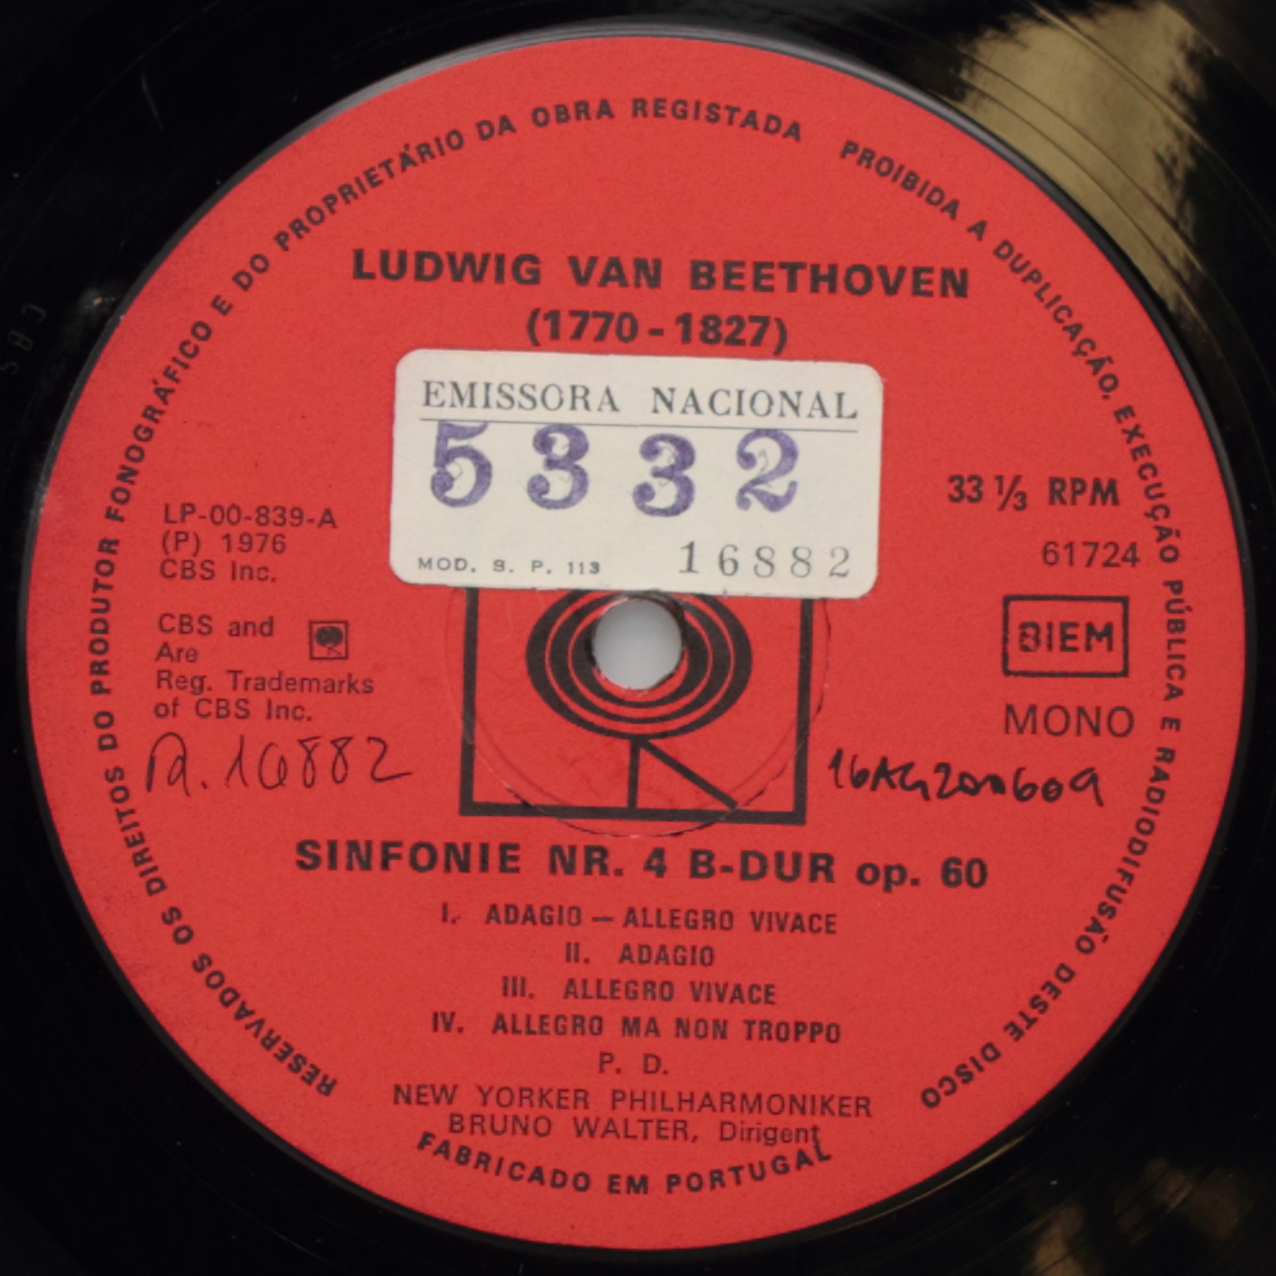 RESERVADOS OS DIREITOS DO PRODUTOR FONOGRÁFICO E DO PROPRIETÁRIO DA OBRA REGISTADA PROIBIDA A DUPLICAÇÃO, EXECUÇÃO PÚBLICA E RADIODIFUSÃO DESTE DISCO
LUDWIG VAN BEETHOVEN
(1770 - 1827)
EMISSORA NACIONAL
5332
MOD. S. P. 113 16882
LP-00-839-A
(P) 1976
CBS Inc.
CBS and
Are
Reg. Trademarks
of CBS Inc.
33 1/3 RPM
61724
BIEM
MONO
R.16882
SINFONIE NR. 4 B-DUR op. 60
I. ADAGIO — ALLEGRO VIVACE
II. ADAGIO
III. ALLEGRO VIVACE
IV. ALLEGRO MA NON TROPPO
P. D.
NEW YORKER PHILHARMONIKER
BRUNO WALTER, Dirigent
FABRICADO EM PORTUGAL
CBS